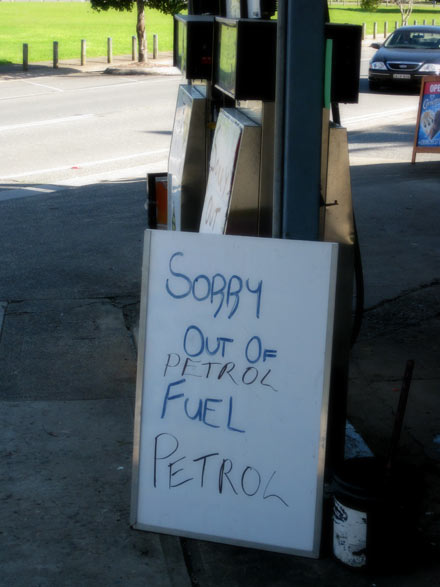 SORRY
OUT OF
PETROL
FUEL
PETROL